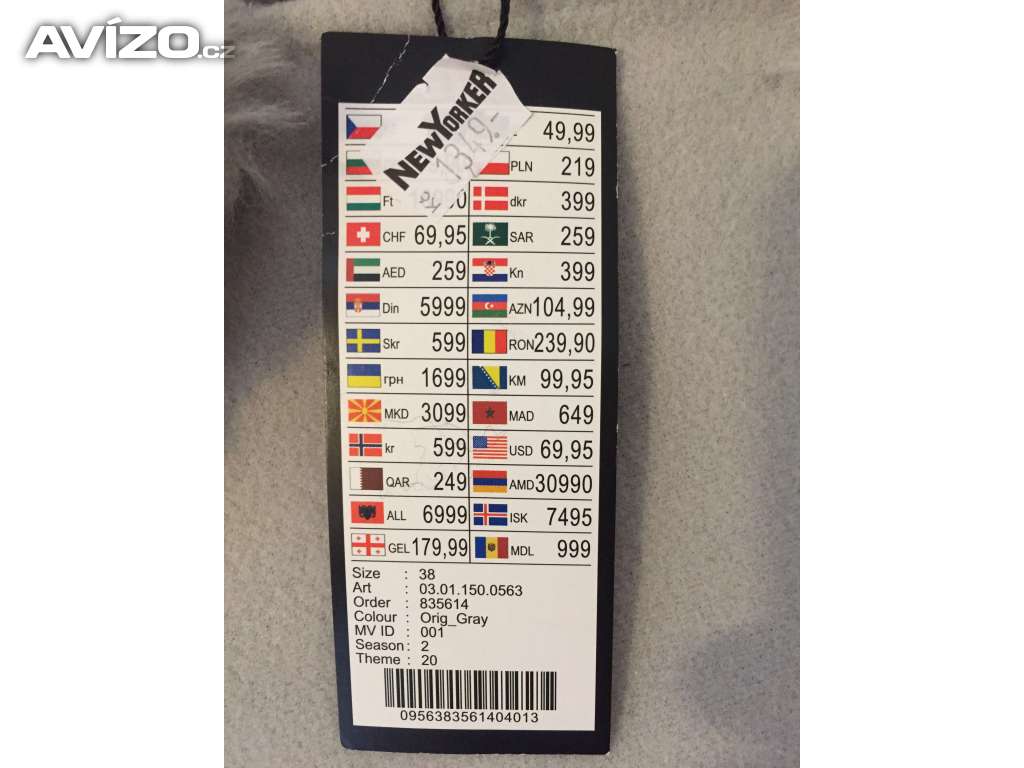 AVÍZO.cz
NEWYORKER
Kč 1349.-
49,99
PLN 219
Ft dkr 399
CHF 69,95 SAR 259
AED 259 Kn 399
Din 5999 AZN 104,99
Skr 599 RON 239,90
грн 1699 KM 99,95
MKD 3099 MAD 649
kr 599 USD 69,95
QAR 249 AMD 30990
ALL 6999 ISK 7495
GEL 179,99 MDL 999
Size : 38
Art : 03.01.150.0563
Order : 835614
Colour : Orig_Gray
MV ID : 001
Season : 2
Theme : 20
0956383561404013